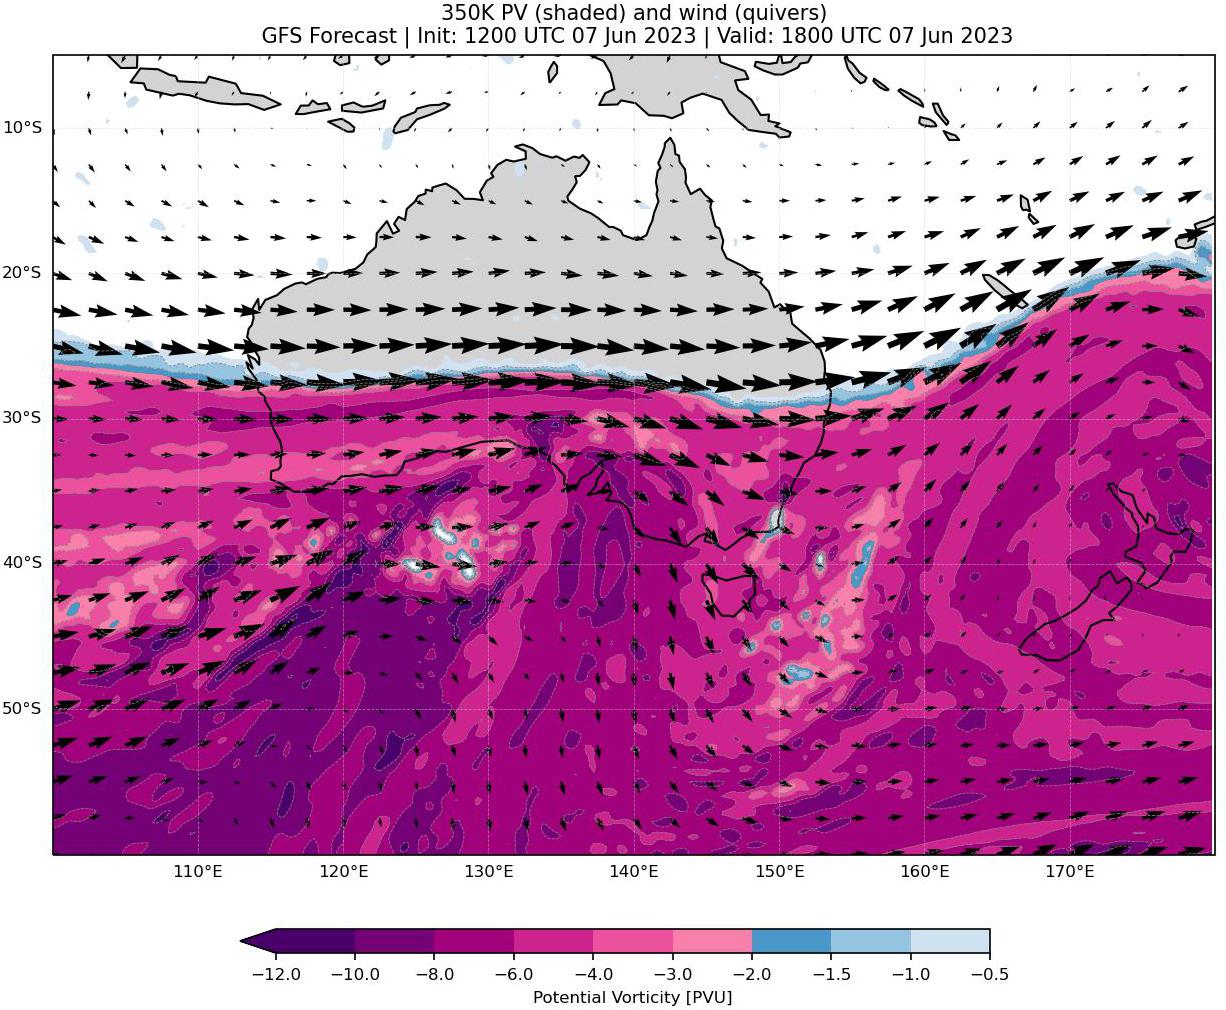 350K PV (shaded) and wind (quivers)
GFS Forecast | Init: 1200 UTC 07 Jun 2023 | Valid: 1800 UTC 07 Jun 2023
10°S
20°S
30°S
40°S
50°S
110°E 120°E 130°E 140°E 150°E 160°E 170°E
−12.0 −10.0 −8.0 −6.0 −4.0 −3.0 −2.0 −1.5 −1.0 −0.5
Potential Vorticity [PVU]